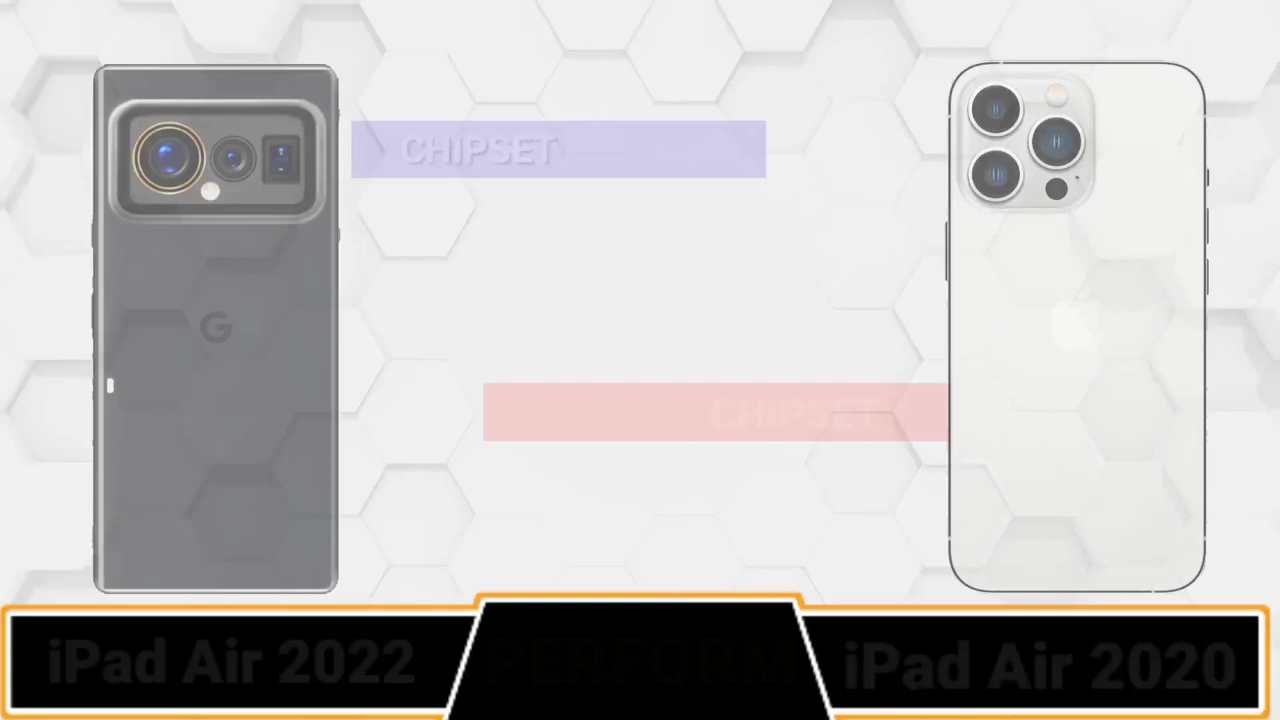 CHIPSET
CHIPSET
iPad Air 2022
PERFORM
iPad Air 2020